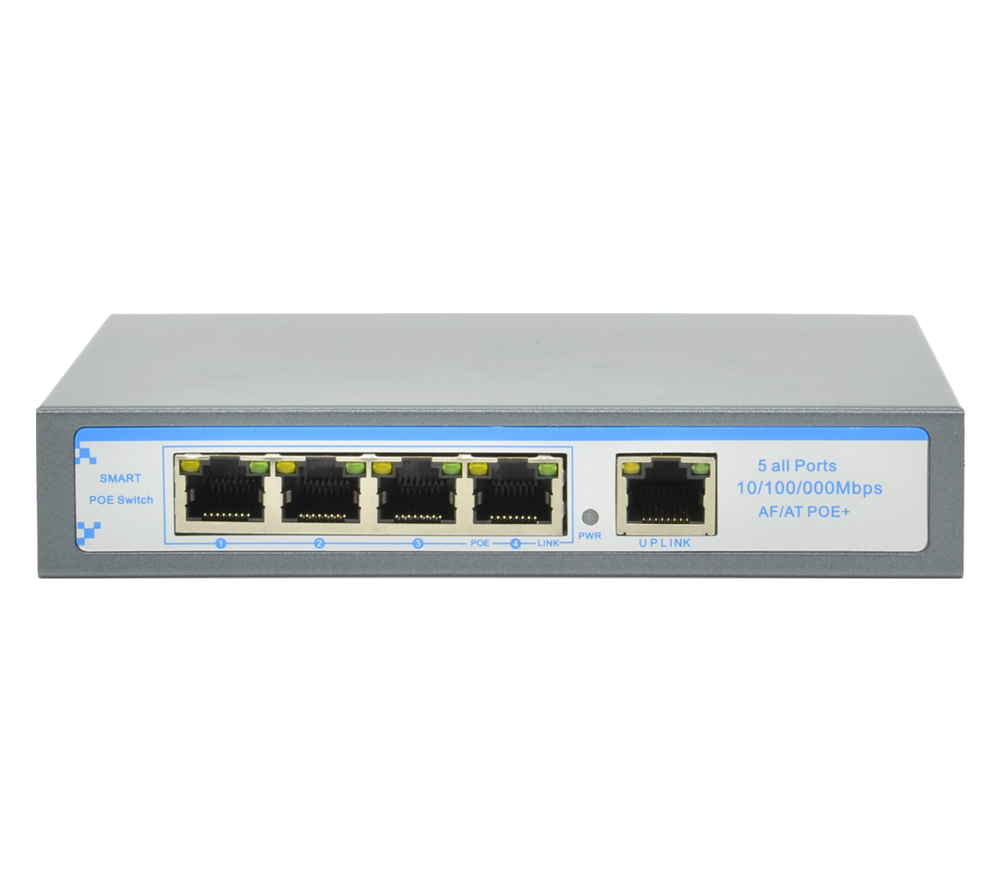 SMART
POE Switch
1 2 3 POE 4 LINK
PWR
UPLINK
5 all Ports
10/100/000Mbps
AF/AT POE+